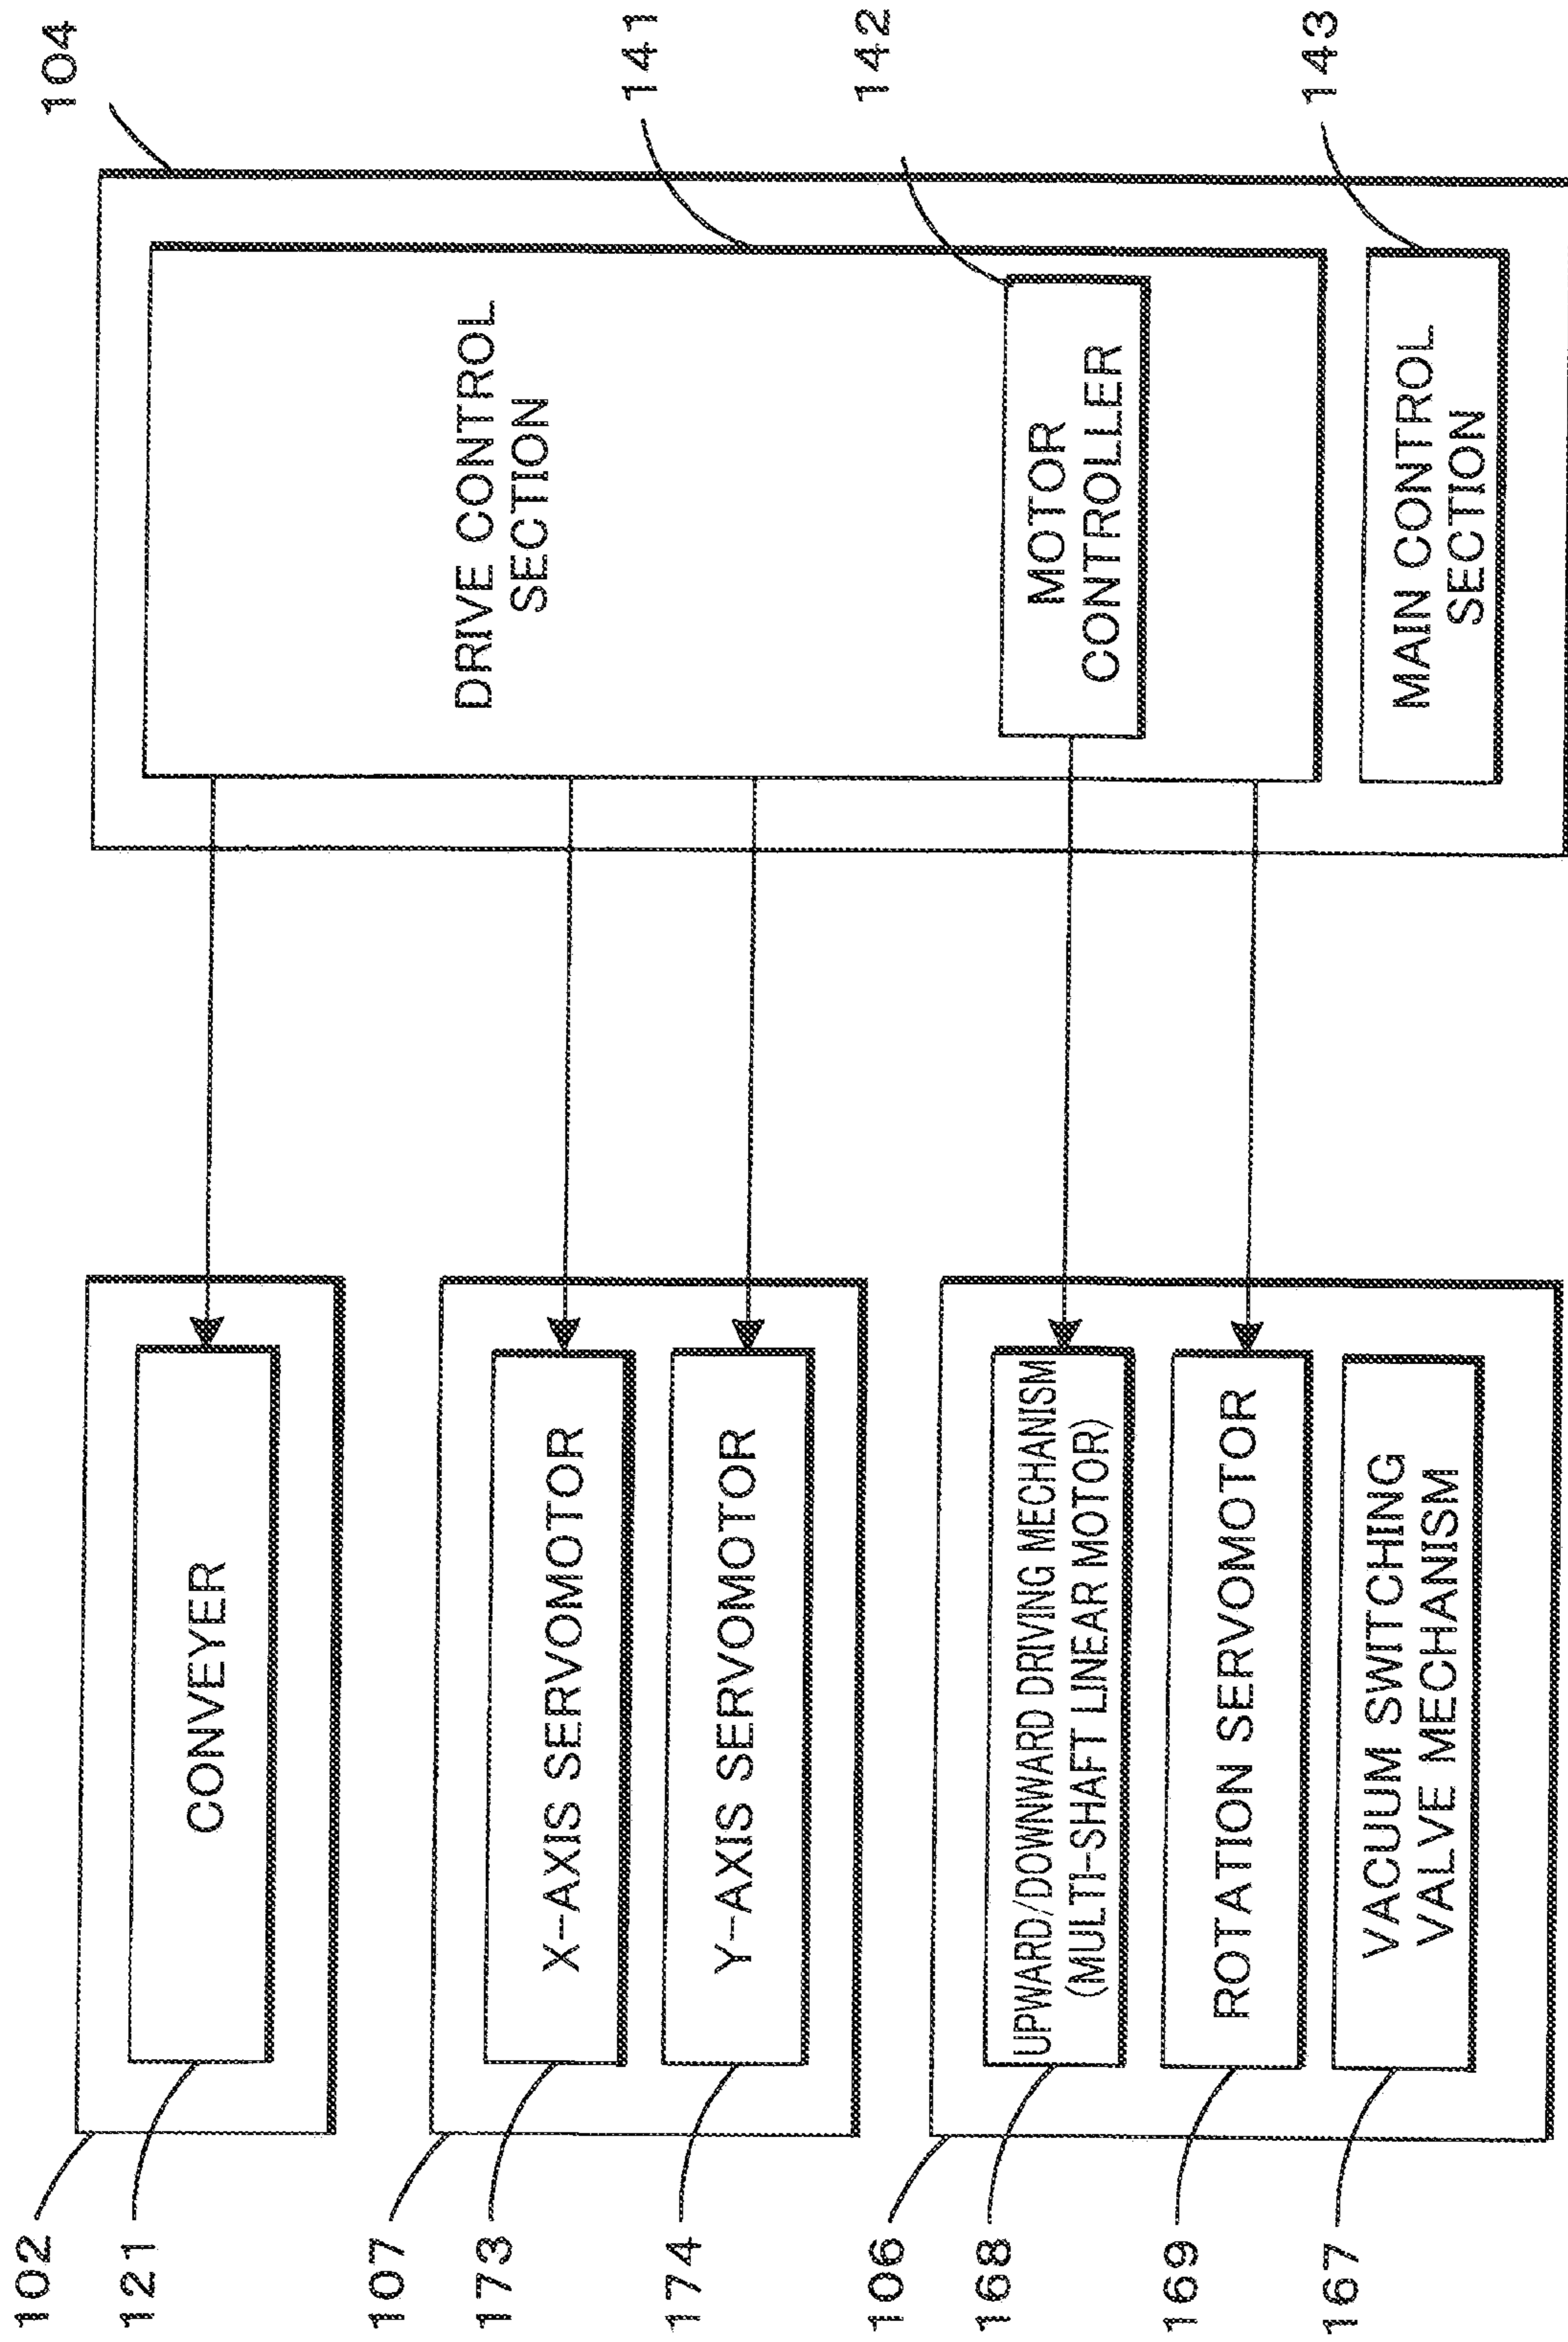 102
121
CONVEYER
107
173
X-AXIS SERVOMOTOR
174
Y-AXIS SERVOMOTOR
106
168
UPWARD/DOWNWARD DRIVING MECHANISM
(MULTI-SHAFT LINEAR MOTOR)
169
ROTATION SERVOMOTOR
167
VACUUM SWITCHING
VALVE MECHANISM
104
DRIVE CONTROL
SECTION
141
MOTOR
CONTROLLER
142
MAIN CONTROL
SECTION
143